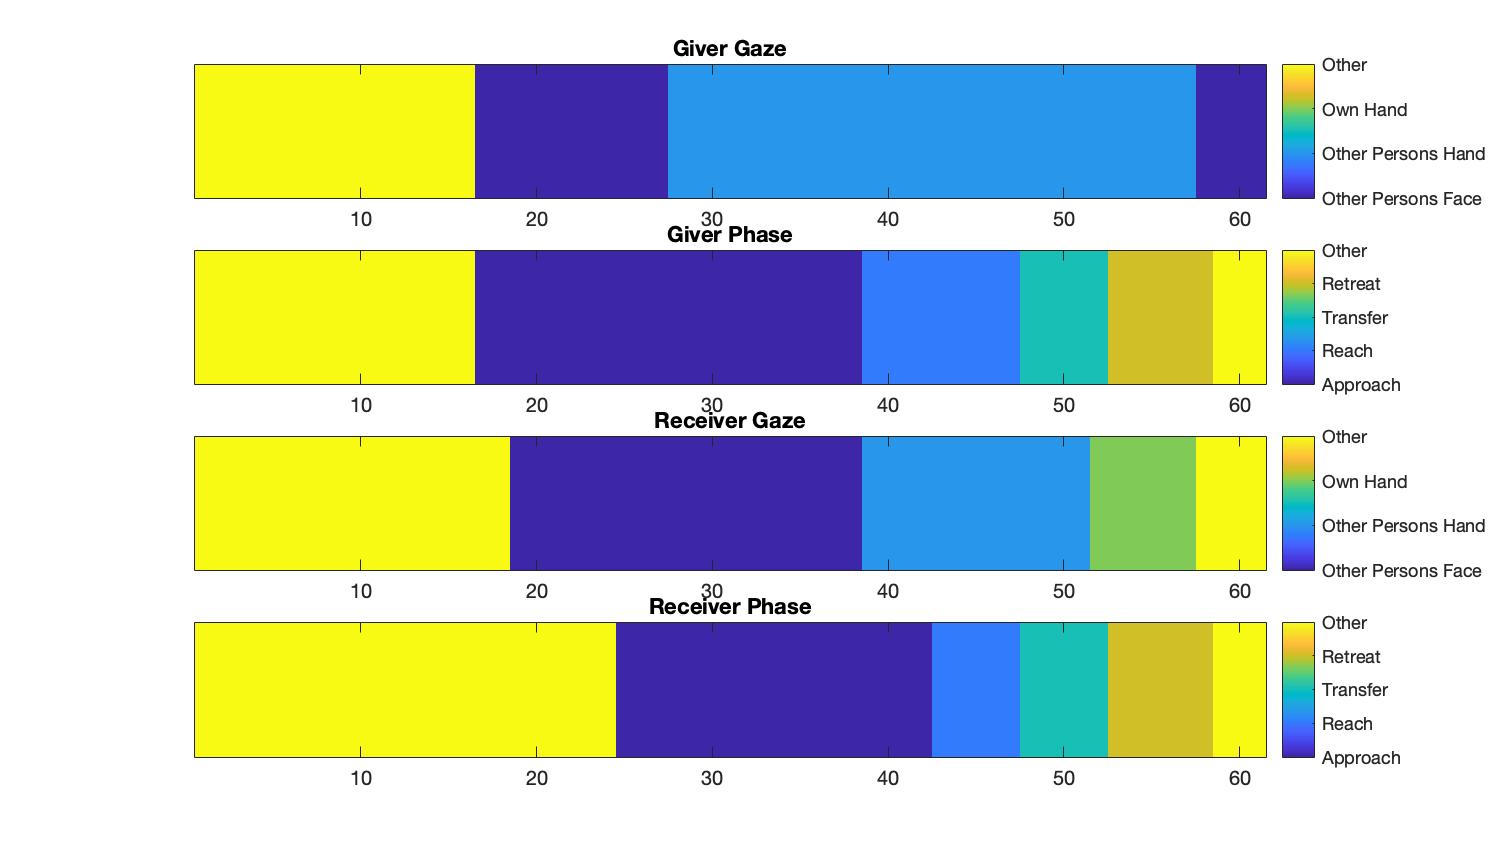 Giver Gaze
Other
Own Hand
Other Persons Hand
Other Persons Face
10 20 30 40 50 60
Giver Phase
Other
Retreat
Transfer
Reach
Approach
10 20 30 40 50 60
Receiver Gaze
Other
Own Hand
Other Persons Hand
Other Persons Face
10 20 30 40 50 60
Receiver Phase
Other
Retreat
Transfer
Reach
Approach
10 20 30 40 50 60